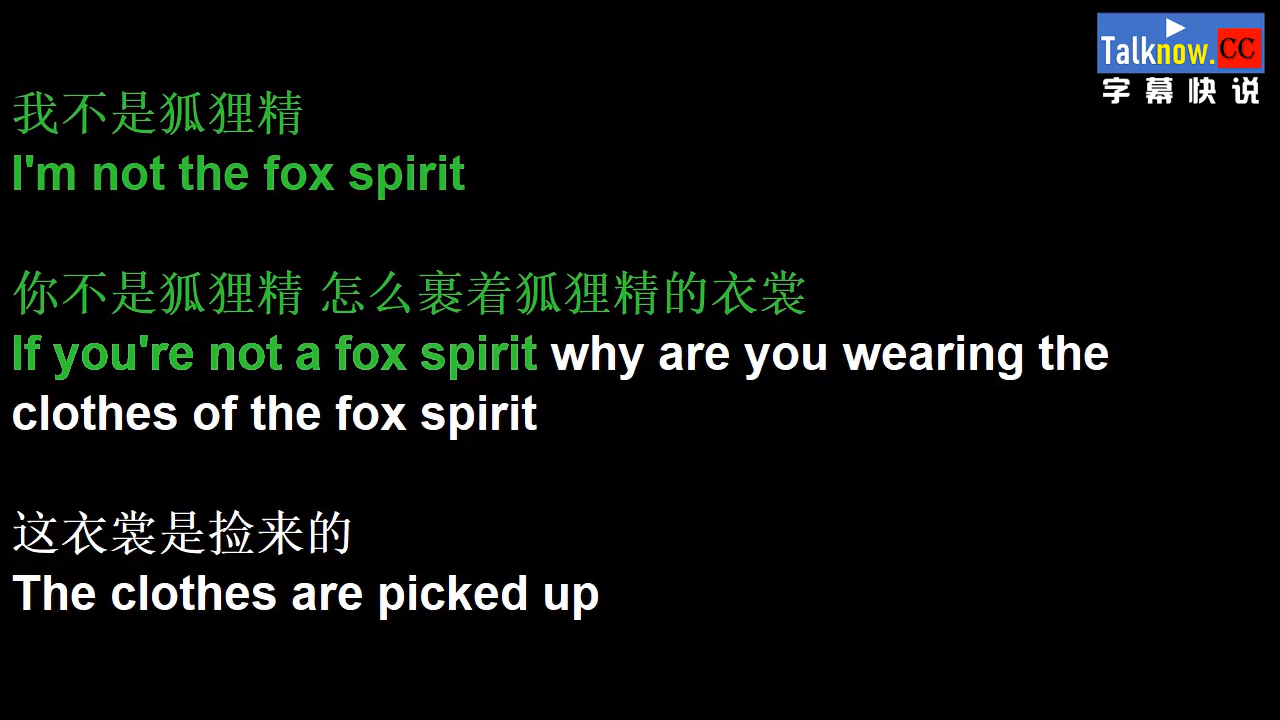 Talknow.CC
字幕快说
我不是狐狸精
I'm not the fox spirit
你不是狐狸精 怎么裹着狐狸精的衣裳
If you're not a fox spirit why are you wearing the
clothes of the fox spirit
这衣裳是捡来的
The clothes are picked up